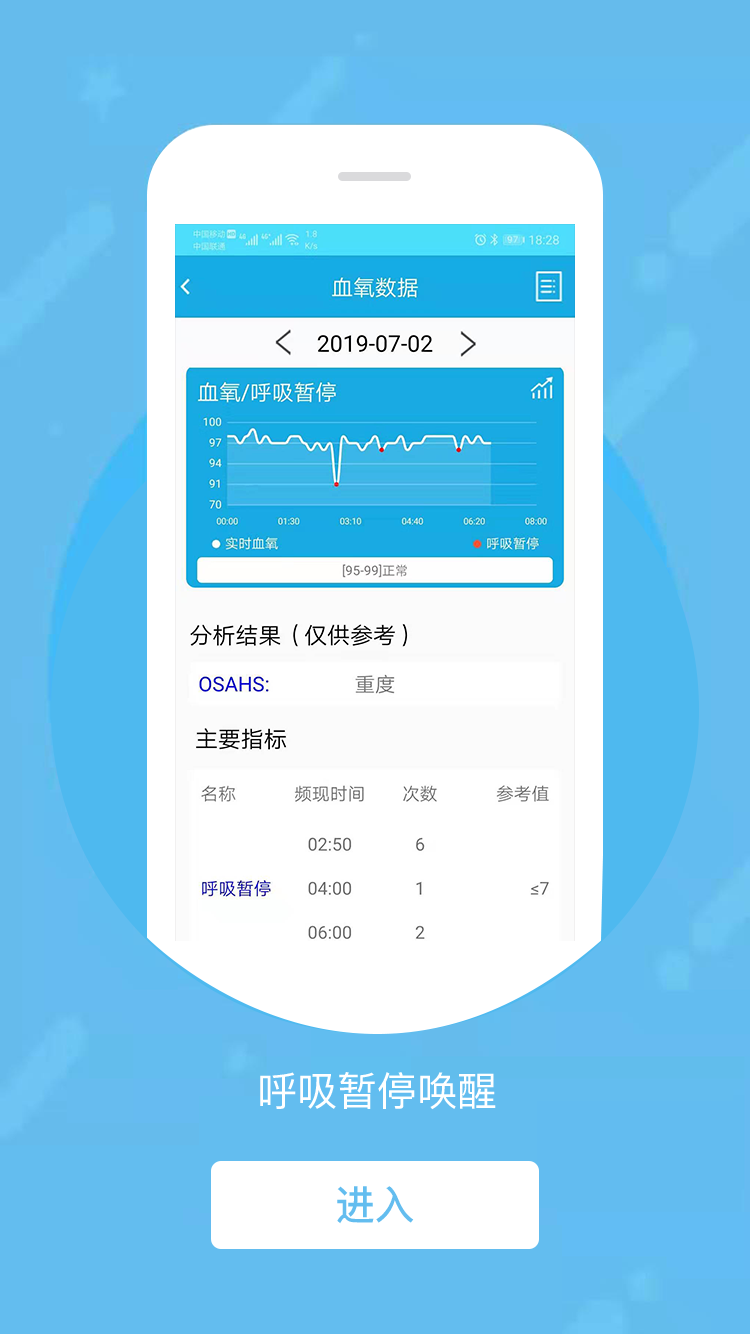 中国移动 HD 1.8
中国联通 K/s
97 18:28
血氧数据
2019-07-02
血氧/呼吸暂停
100
97
94
91
70
00:00 01:30 03:10 04:40 06:20 08:00
实时血氧 呼吸暂停
[95-99]正常
分析结果（仅供参考）
OSAHS: 重度
主要指标
名称 频现时间 次数 参考值
02:50 6
呼吸暂停 04:00 1 ≤7
06:00 2
呼吸暂停唤醒
进入